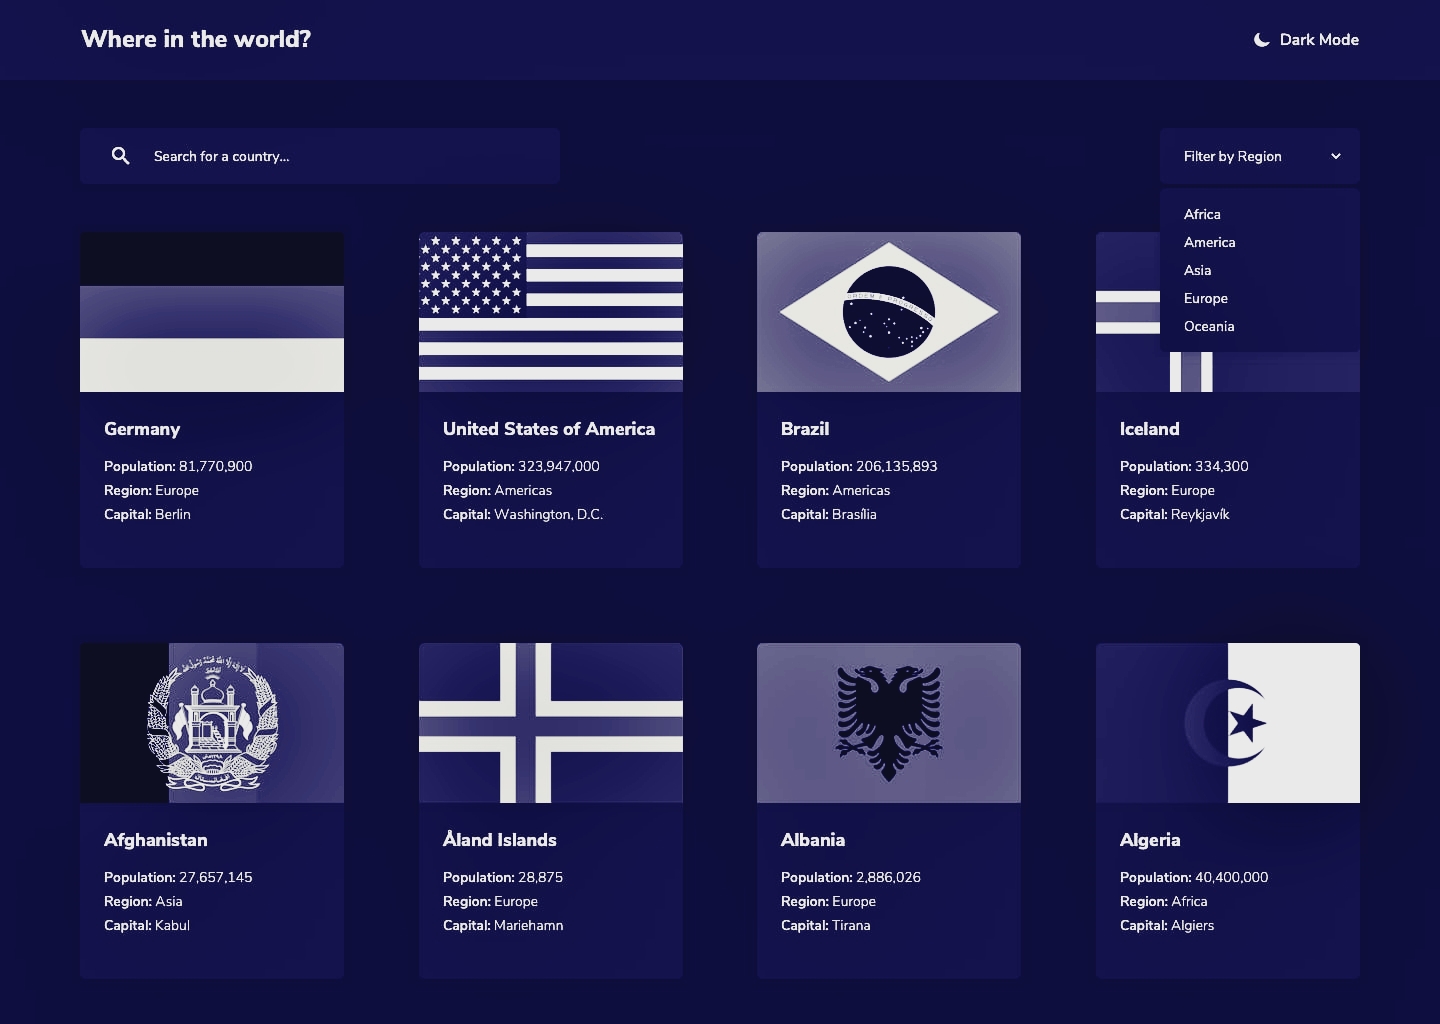 Where in the world?
Dark Mode
Search for a country...
Filter by Region
Africa
America
Asia
Europe
Oceania
Germany
Population: 81,770,900
Region: Europe
Capital: Berlin
United States of America
Population: 323,947,000
Region: Americas
Capital: Washington, D.C.
Brazil
Population: 206,135,893
Region: Americas
Capital: Brasília
Iceland
Population: 334,300
Region: Europe
Capital: Reykjavík
Afghanistan
Population: 27,657,145
Region: Asia
Capital: Kabul
Åland Islands
Population: 28,875
Region: Europe
Capital: Mariehamn
Albania
Population: 2,886,026
Region: Europe
Capital: Tirana
Algeria
Population: 40,400,000
Region: Africa
Capital: Algiers